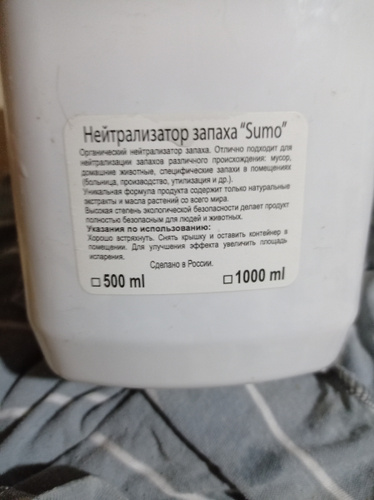 Нейтрализатор запаха "Sumo"
Органический нейтрализатор запаха. Отлично подходит для
нейтрализации запахов различного происхождения: мусор,
домашние животные, специфические запахи в помещениях
(больница, производство, утилизация и др.).
Уникальная формула продукта содержит только натуральные
экстракты и масла растений со всего мира.
Высокая степень экологической безопасности делает продукт
полностью безопасным для людей и животных.
Указания по использованию:
Хорошо встряхнуть. Снять крышку и оставить контейнер в
помещении. Для улучшения эффекта увеличить площадь
испарения.
Сделано в России.
500 ml 1000 ml